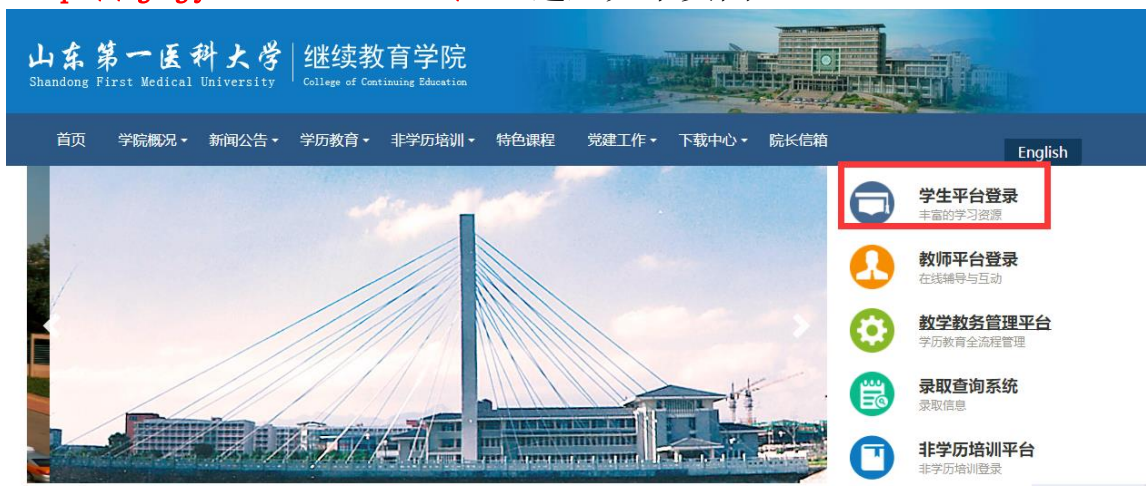 山东第一医科大学 继续教育学院
Shandong First Medical University College of Continuing Education
首页 学院概况 新闻公告 学历教育 非学历培训 特色课程 党建工作 下载中心 院长信箱
English
学生平台登录
丰富的学习资源
教师平台登录
在线辅导与互动
教学教务管理平台
学历教育全流程管理
录取查询系统
录取信息
非学历培训平台
非学历培训登录